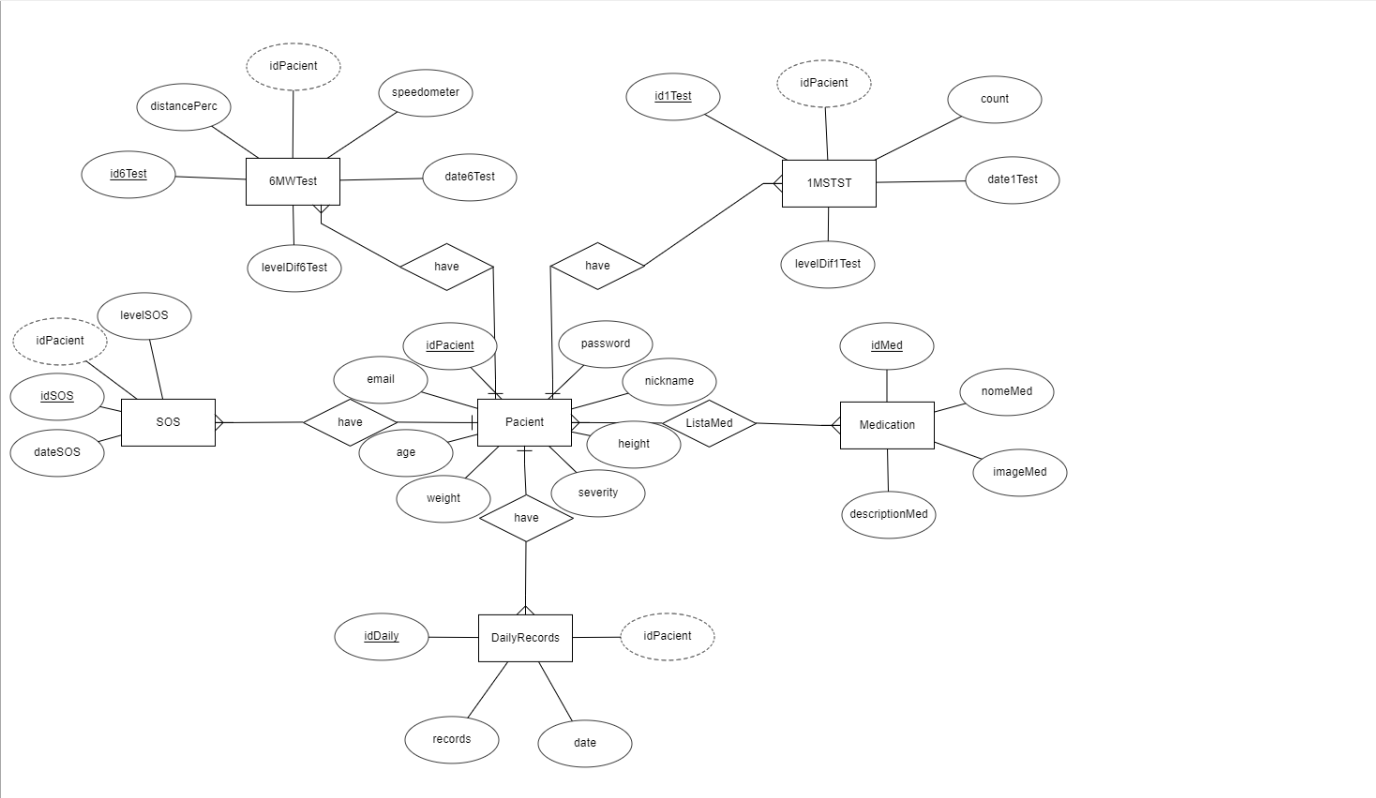 idPacient
distancePerc
speedometer
id6Test
6MWTest
date6Test
levelDif6Test
idPacient
id1Test
count
1MSTST
date1Test
levelDif1Test
have
have
levelSOS
idPacient
idSOS
dateSOS
SOS
have
idPacient
password
email
nickname
Pacient
age
height
weight
severity
ListaMed
idMed
nomeMed
Medication
imageMed
descriptionMed
have
idDaily
DailyRecords
idPacient
records
date